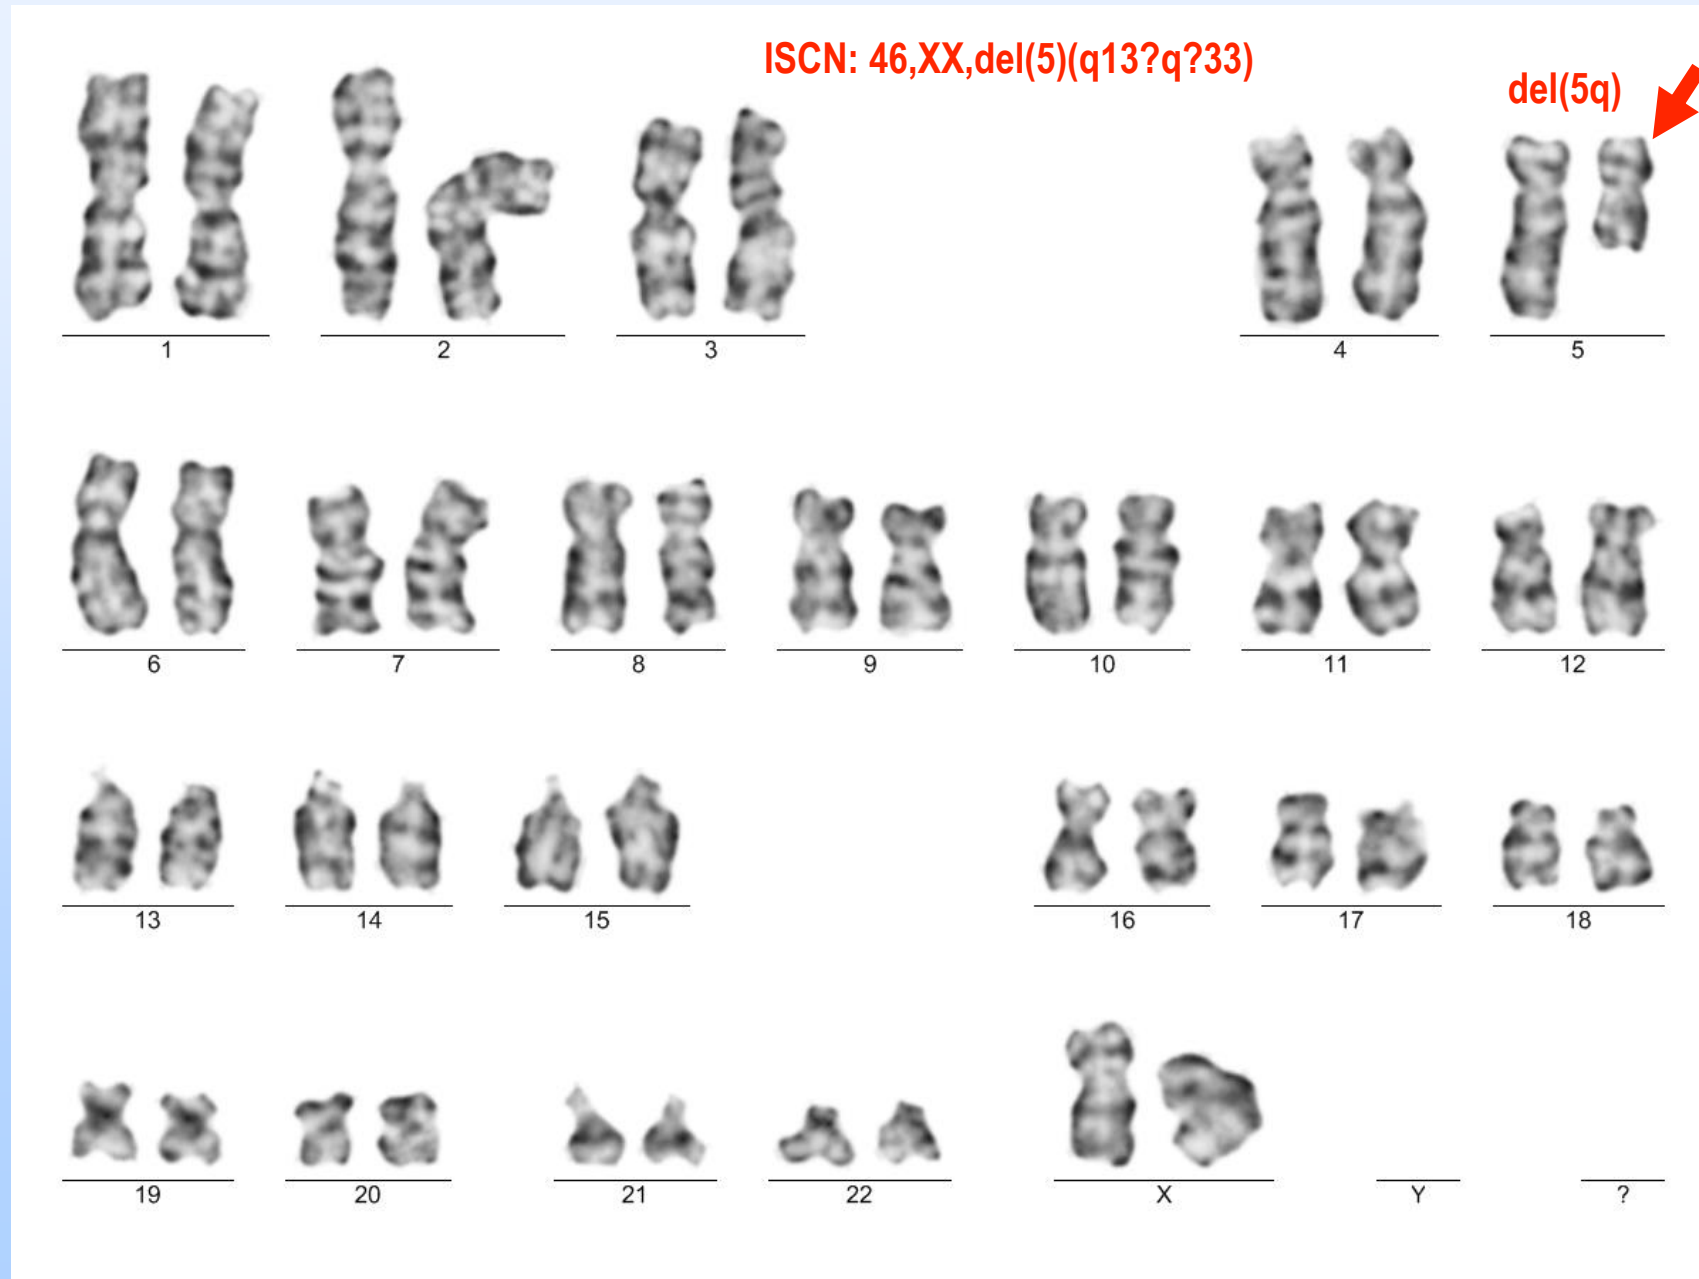 ISCN: 46,XX,del(5)(q13?q?33)
del(5q)
1 2 3 4 5
6 7 8 9 10 11 12
13 14 15 16 17 18
19 20 21 22 X Y ?